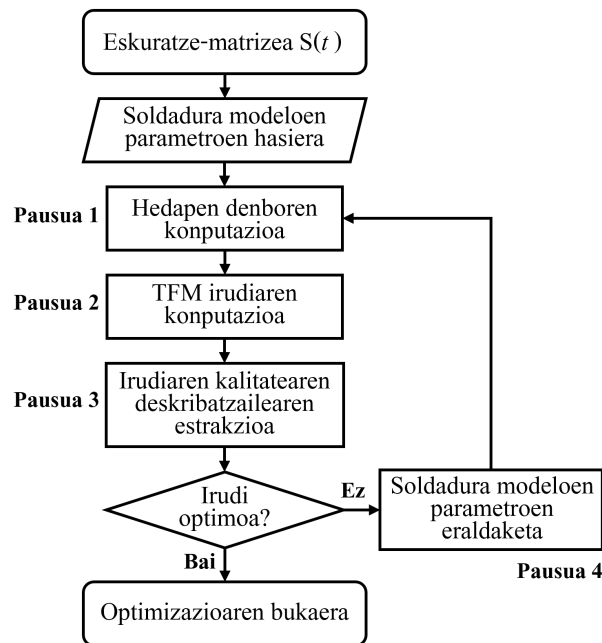 Eskuratze-matrizea S(t)
Soldadura modeloen
parametroen hasiera
Pausua 1
Hedapen denboren
konputazioa
Pausua 2
TFM irudiaren
konputazioa
Pausua 3
Irudiaren kalitatearen
deskribatzailearen
estrakzioa
Irudi
optimoa?
Ez
Soldadura modeloen
parametroen
eraldaketa
Pausua 4
Bai
Optimizazioaren bukaera